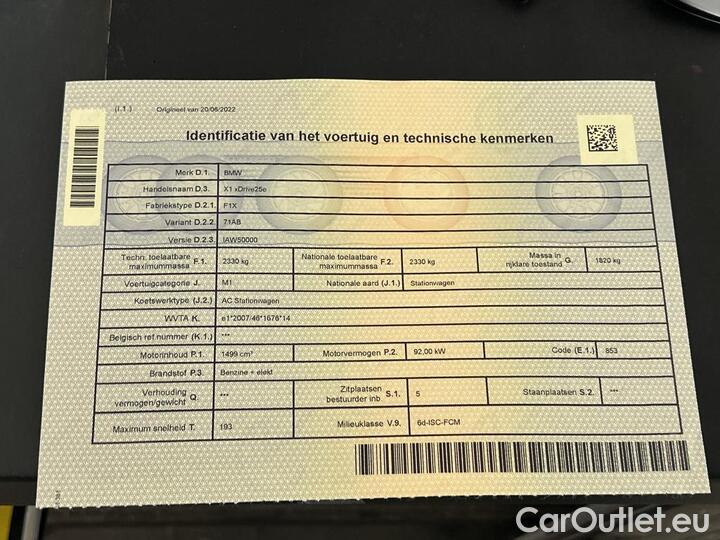 (I.1.) Origineel van 20/06/2022
Identificatie van het voertuig en technische kenmerken
Merk D.1. BMW
Handelsnaam D.3. X1 xDrive25e
Fabriekstype D.2.1. F1X
Variant D.2.2. 71AB
Versie D.2.3. IAW50000
Techn. toelaatbare maximummassa F.1. 2330 kg Nationale toelaatbare maximummassa F.2. 2330 kg Massa in rijklare toestand G. 1820 kg
Voertuigcategorie J. M1 Nationale aard (J.1.) Stationwagen
Koetswerktype (J.2.) AC Stationwagen
WVTA K. e1*2007/46*1676*14
Belgisch ref.nummer (K.1.) ***
Motorinhoud P.1. 1499 cm³ Motorvermogen P.2. 92,00 kW Code (E.1.) 853
Brandstof P.3. Benzine + elekt
Verhouding vermogen/gewicht Q. *** Zitplaatsen bestuurder inb S.1. 5 Staanplaatsen S.2. ***
Maximum snelheid T. 193 Milieuklasse V.9. 6d-ISC-FCM
CarOutlet.eu